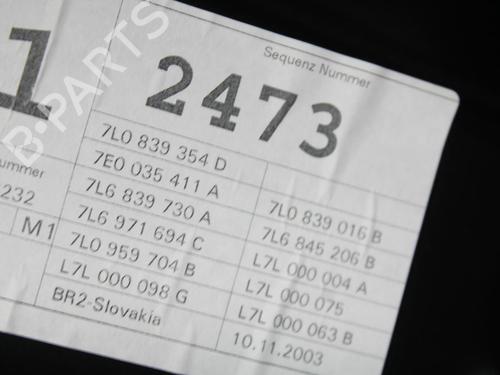 B-PARTS
1
Sequenz Nummer
2473
7L0 839 354 D
7E0 035 411 A
7L0 839 016 B
7L6 839 730 A
7L6 845 206 B
7L6 971 694 C
L7L 000 004 A
7L0 959 704 B
L7L 000 075
L7L 000 098 G
L7L 000 063 B
BR2-Slovakia
10.11.2003
ummer
232
M1